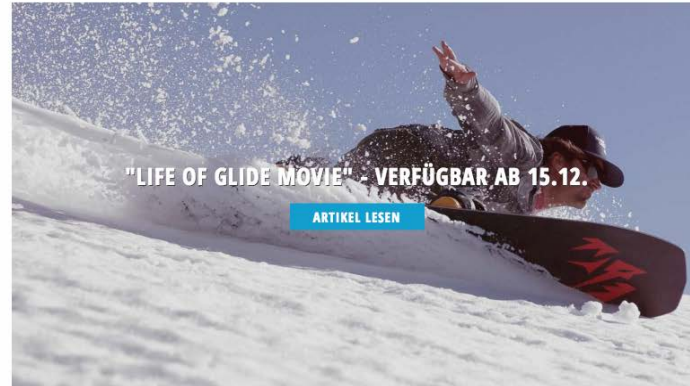 "LIFE OF GLIDE MOVIE" - VERFÜGBAR AB 15.12.
ARTIKEL LESEN